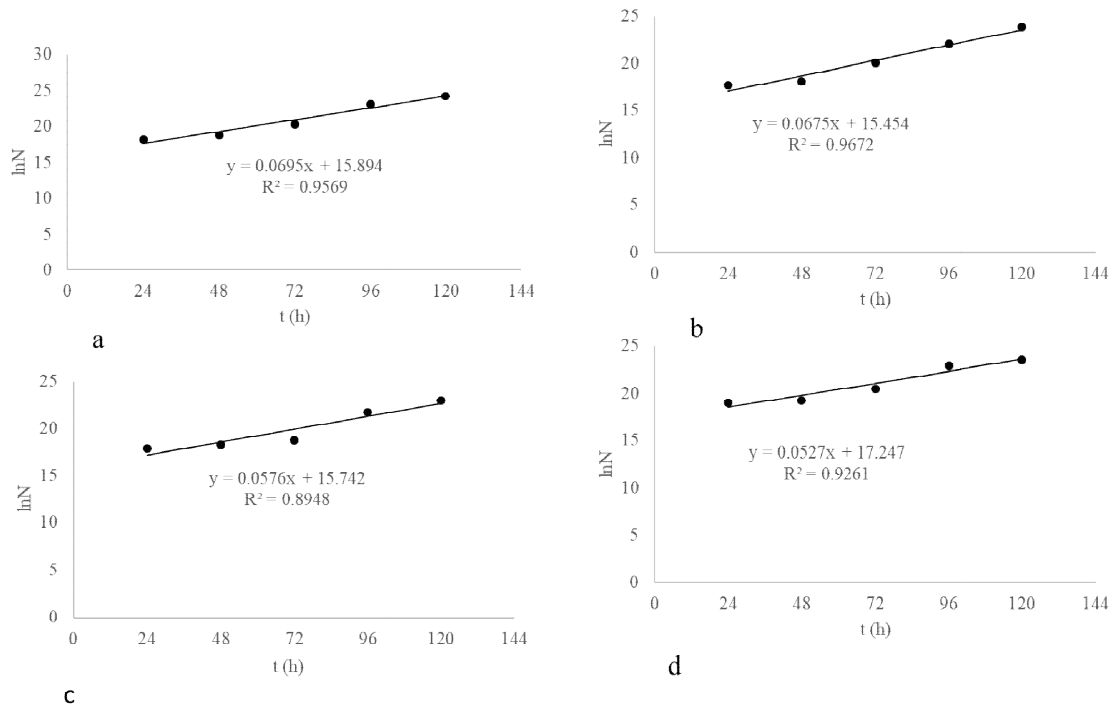 30
25
20
15
10
5
0
lnN
y = 0.0695x + 15.894
R² = 0.9569
0 24 48 72 96 120 144
t (h)
a
25
20
15
10
5
0
lnN
y = 0.0675x + 15.454
R² = 0.9672
0 24 48 72 96 120 144
t (h)
b
25
20
15
10
5
0
lnN
y = 0.0576x + 15.742
R² = 0.8948
0 24 48 72 96 120 144
t (h)
c
25
20
15
10
5
0
lnN
y = 0.0527x + 17.247
R² = 0.9261
0 24 48 72 96 120 144
t (h)
d